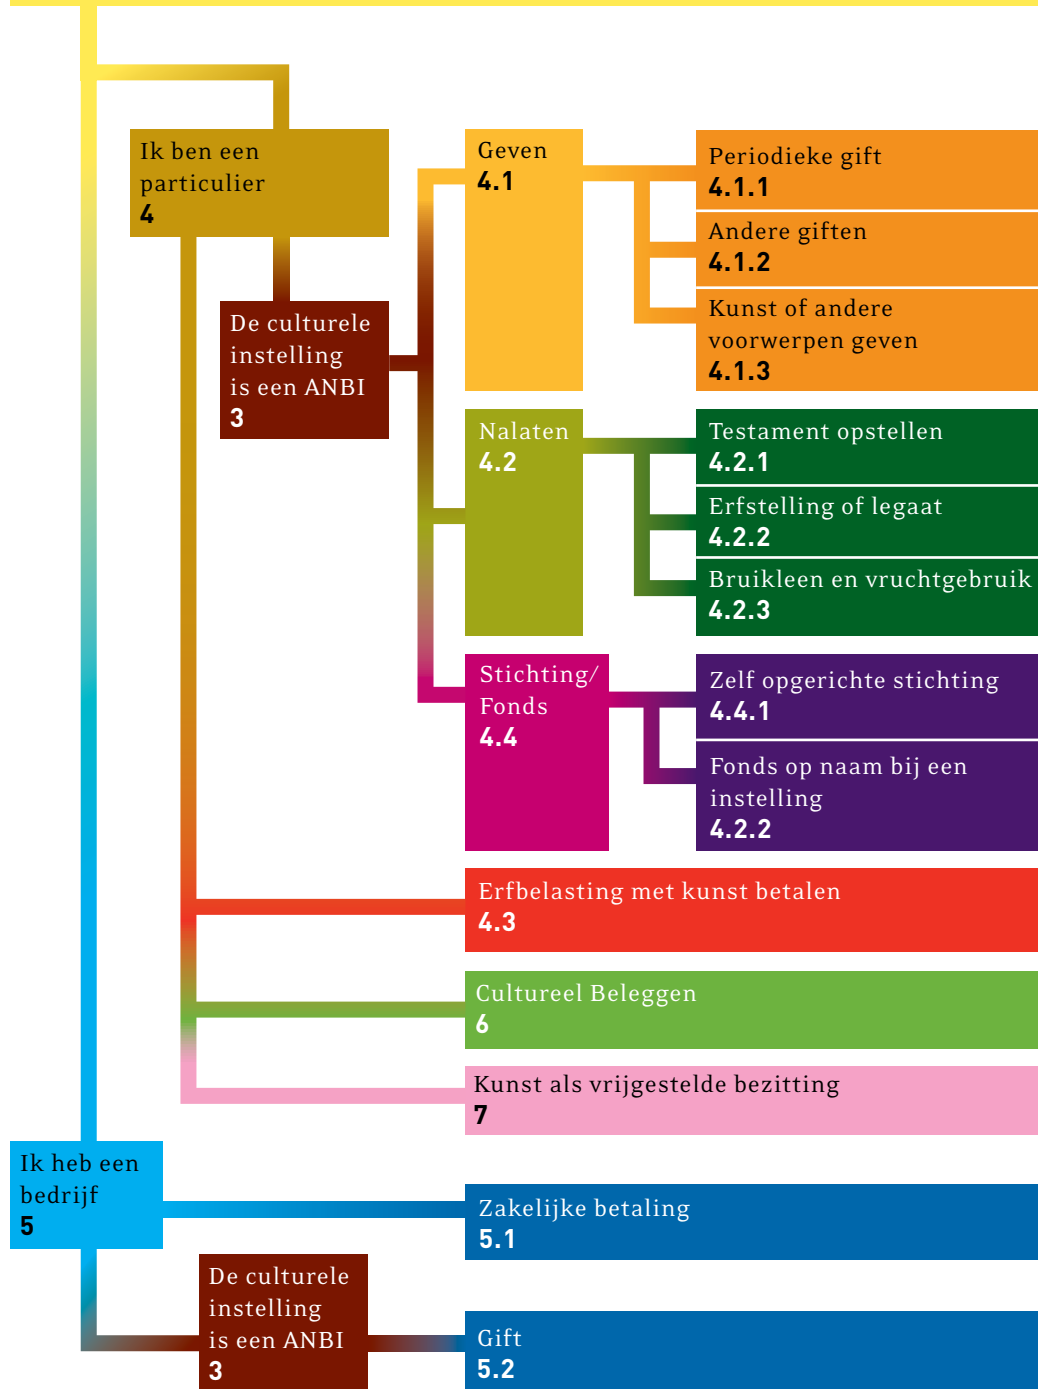 Ik ben een
particulier
4
De culturele
instelling
is een ANBI
3
Geven
4.1
Periodieke gift
4.1.1
Andere giften
4.1.2
Kunst of andere
voorwerpen geven
4.1.3
Nalaten
4.2
Testament opstellen
4.2.1
Erfstelling of legaat
4.2.2
Bruikleen en vruchtgebruik
4.2.3
Stichting/
Fonds
4.4
Zelf opgerichte stichting
4.4.1
Fonds op naam bij een
instelling
4.2.2
Erfbelasting met kunst betalen
4.3
Cultureel Beleggen
6
Kunst als vrijgestelde bezitting
7
Ik heb een
bedrijf
5
Zakelijke betaling
5.1
De culturele
instelling
is een ANBI
3
Gift
5.2